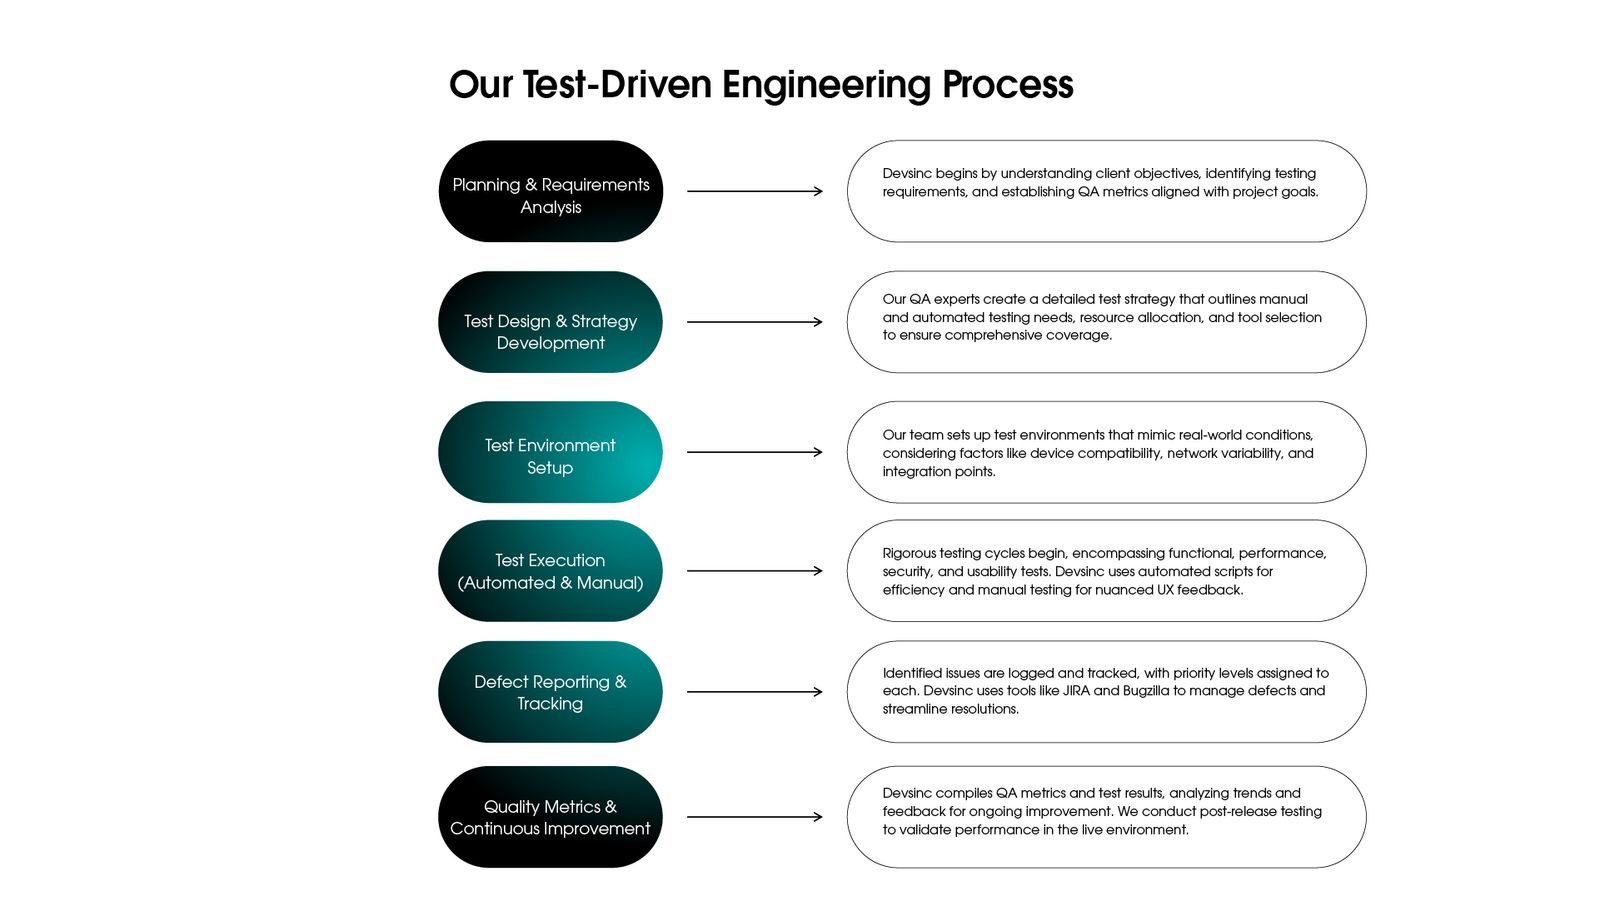 Our Test-Driven Engineering Process
Planning & Requirements
Analysis
Devsinc begins by understanding client objectives, identifying testing
requirements, and establishing QA metrics aligned with project goals.
Test Design & Strategy
Development
Our QA experts create a detailed test strategy that outlines manual
and automated testing needs, resource allocation, and tool selection
to ensure comprehensive coverage.
Test Environment
Setup
Our team sets up test environments that mimic real-world conditions,
considering factors like device compatibility, network variability, and
integration points.
Test Execution
(Automated & Manual)
Rigorous testing cycles begin, encompassing functional, performance,
security, and usability tests. Devsinc uses automated scripts for
efficiency and manual testing for nuanced UX feedback.
Defect Reporting &
Tracking
Identified issues are logged and tracked, with priority levels assigned to
each. Devsinc uses tools like JIRA and Bugzilla to manage defects and
streamline resolutions.
Quality Metrics &
Continuous Improvement
Devsinc compiles QA metrics and test results, analyzing trends and
feedback for ongoing improvement. We conduct post-release testing
to validate performance in the live environment.